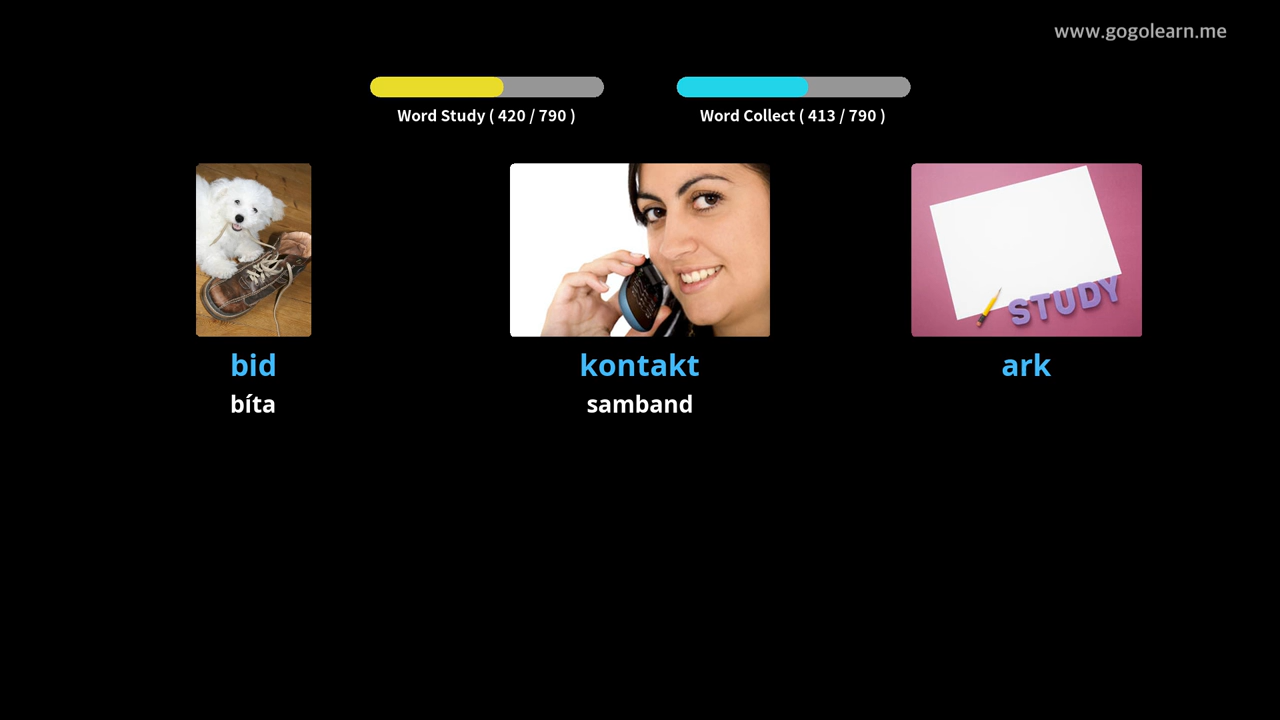 www.gogolearn.me
Word Study ( 420 / 790 )
Word Collect ( 413 / 790 )
STUDY
bid
kontakt
ark
bíta
samband